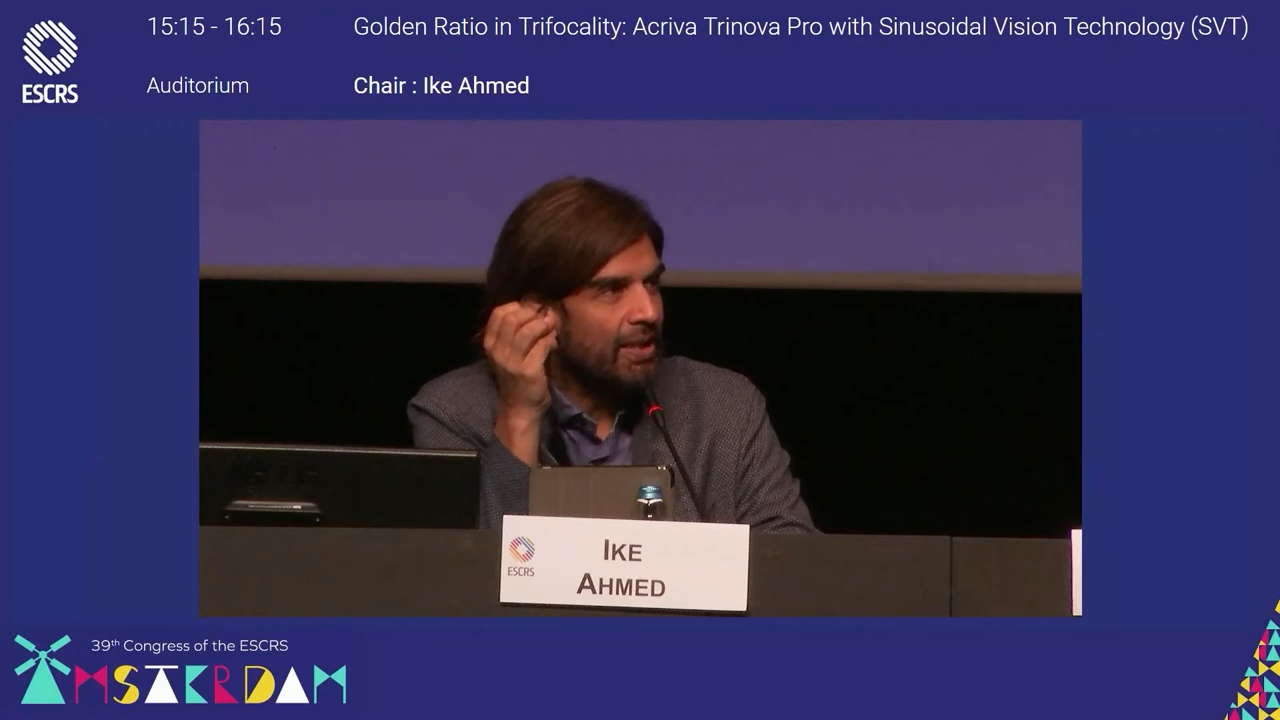 15:15 - 16:15 Golden Ratio in Trifocality: Acriva Trinova Pro with Sinusoidal Vision Technology (SVT)
ESCRS
Auditorium Chair : Ike Ahmed
IKE
AHMED
ESCRS
39th Congress of the ESCRS
AMSTERDAM